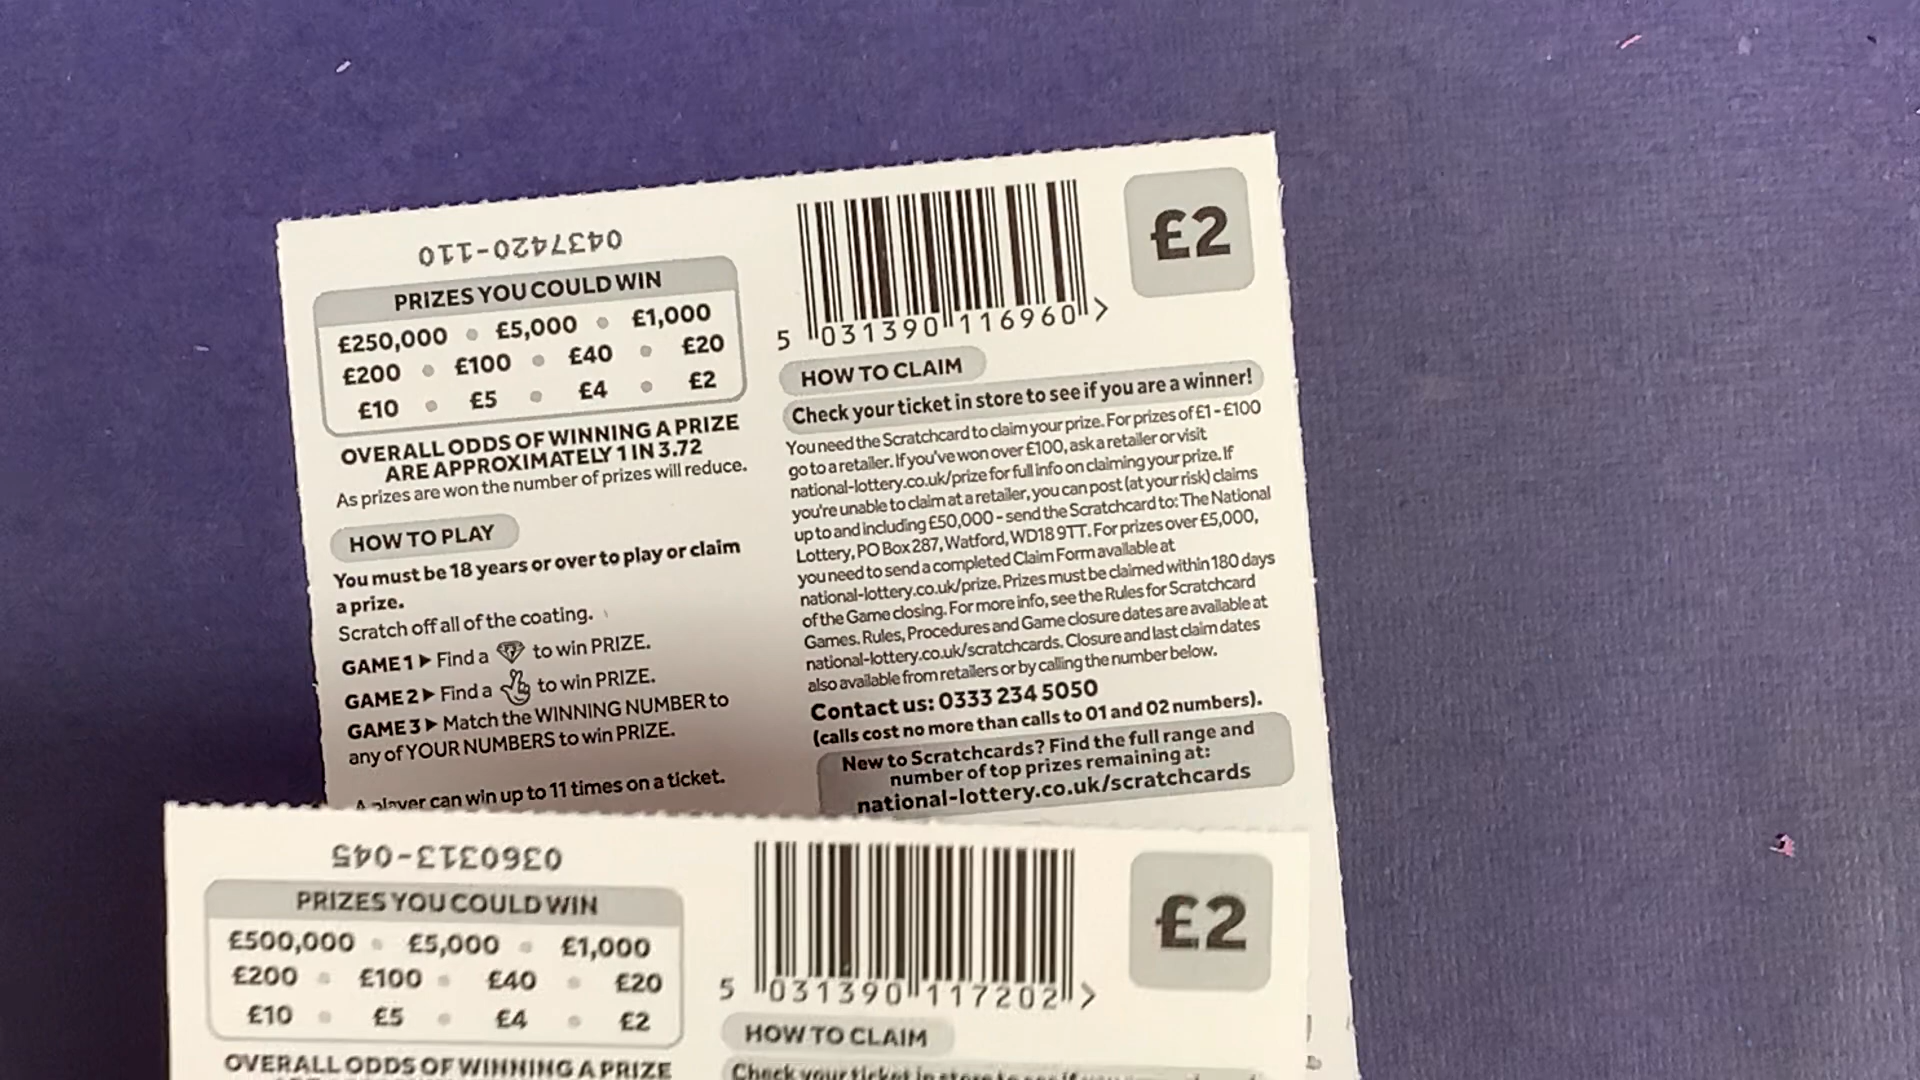 0437420-110
PRIZES YOU COULD WIN
£250,000 • £5,000 • £1,000
£200 • £100 • £40 • £20
£10 • £5 • £4 • £2
OVERALL ODDS OF WINNING A PRIZE
ARE APPROXIMATELY 1 IN 3.72
As prizes are won the number of prizes will reduce.
HOW TO PLAY
You must be 18 years or over to play or claim
a prize.
Scratch off all of the coating.
GAME 1 ▶ Find a to win PRIZE.
GAME 2 ▶ Find a to win PRIZE.
GAME 3 ▶ Match the WINNING NUMBER to
any of YOUR NUMBERS to win PRIZE.
A player can win up to 11 times on a ticket.
5 031390 116960 >
£2
HOW TO CLAIM
Check your ticket in store to see if you are a winner!
You need the Scratchcard to claim your prize. For prizes of £1 - £100
go to a retailer. If you've won over £100, ask a retailer or visit
national-lottery.co.uk/prize for full info on claiming your prize. If
you're unable to claim at a retailer, you can post (at your risk) claims
up to and including £50,000 - send the Scratchcard to: The National
Lottery, PO Box 287, Watford, WD18 9TT. For prizes over £5,000,
you need to send a completed Claim Form available at
national-lottery.co.uk/prize. Prizes must be claimed within 180 days
of the Game closing. For more info, see the Rules for Scratchcard
Games. Rules, Procedures and Game closure dates are available at
national-lottery.co.uk/scratchcards. Closure and last claim dates
also available from retailers or by calling the number below.
Contact us: 0333 234 5050
(calls cost no more than calls to 01 and 02 numbers).
New to Scratchcards? Find the full range and
number of top prizes remaining at:
national-lottery.co.uk/scratchcards
0360313-045
PRIZES YOU COULD WIN
£500,000 • £5,000 • £1,000
£200 • £100 • £40 • £20
£10 • £5 • £4 • £2
OVERALL ODDS OF WINNING A PRIZE
5 031390 117202 >
£2
HOW TO CLAIM
Check your ticket in store to see if